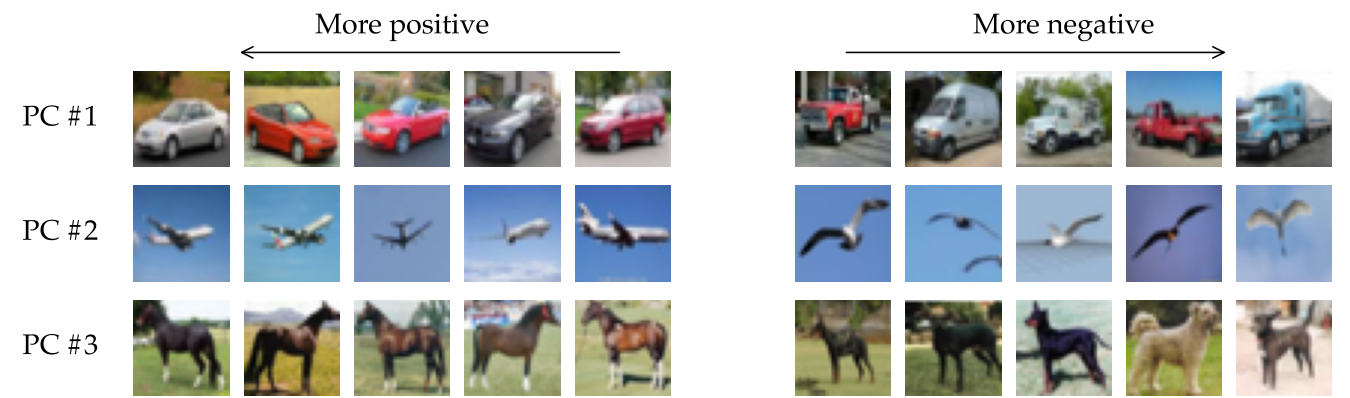 More positive
More negative
PC #1
PC #2
PC #3